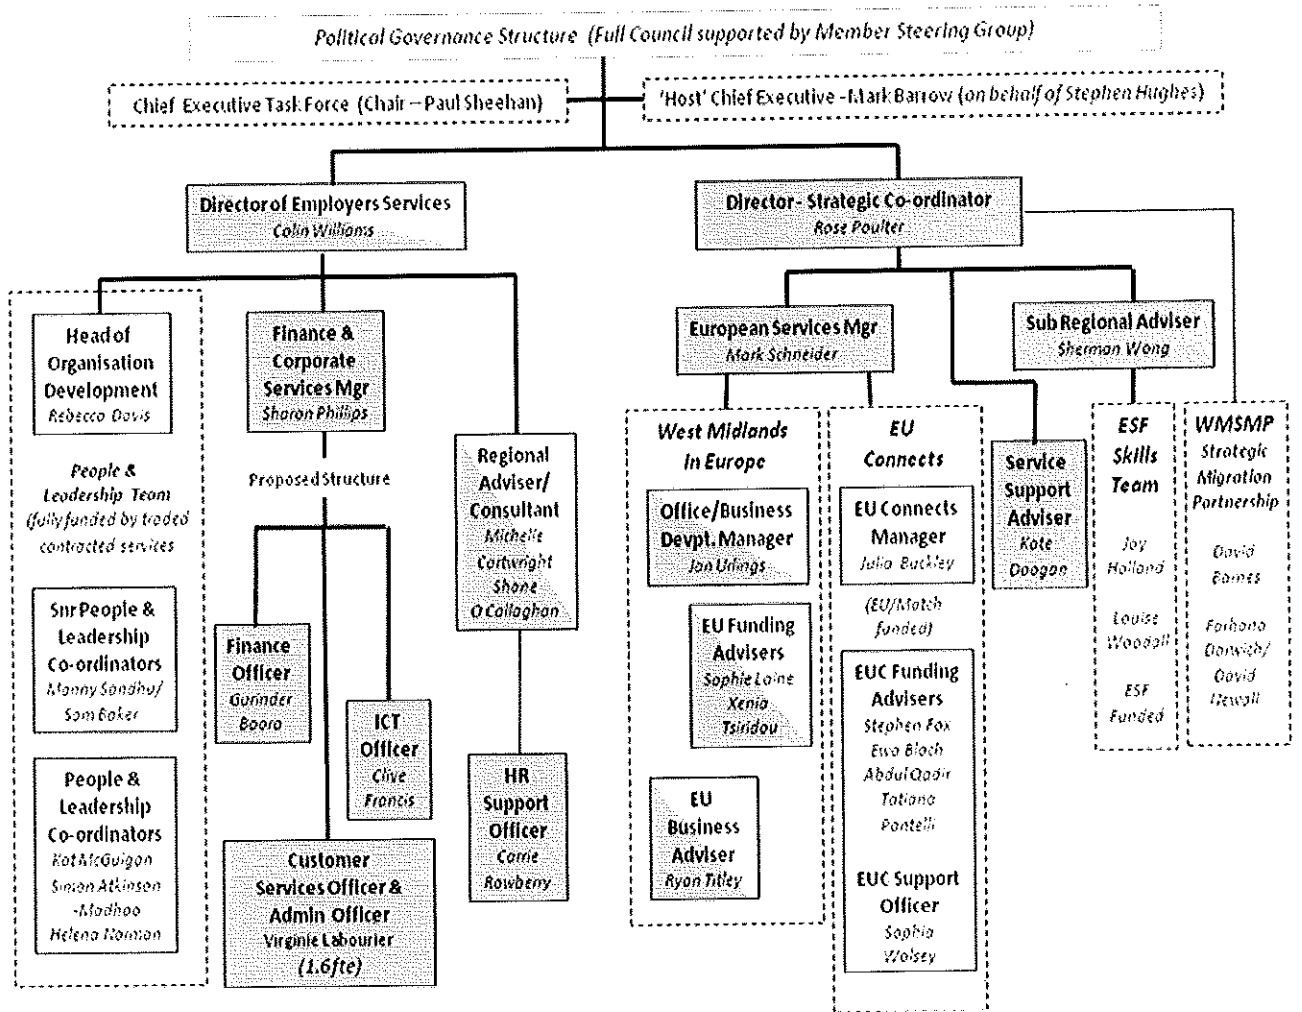 Political Governance Structure (Full Council supported by Member Steering Group)
Chief Executive Task Force (Chair – Paul Sheehan)
'Host' Chief Executive - Mark Barrow (on behalf of Stephen Hughes)
Director of Employers Services
Colin Williams
Director - Strategic Co-ordinator
Rose Poulter
Head of
Organisation
Development
Rebecca Davis
People &
Leadership Team
(fully funded by traded
contracted services
Snr People &
Leadership
Co-ordinators
Manny Sandhu/
Sam Baker
People &
Leadership
Co-ordinators
Kat McGuigan
Simon Atkinson
-Madhoo
Helena Norman
Finance &
Corporate
Services Mgr
Sharon Phillips
Proposed Structure
Finance
Officer
Gurinder
Boora
ICT
Officer
Clive
Francis
Customer
Services Officer &
Admin Officer
Virginie Labourier
(1.6fte)
Regional
Adviser/
Consultant
Michelle
Cartwright
Shane
O Callaghan
HR
Support
Officer
Carrie
Rowberry
European Services Mgr
Mark Schneider
West Midlands
In Europe
Office/Business
Devpt. Manager
Jan Urlings
EU Funding
Advisers
Sophie Laine
Xenia
Tsiridou
EU
Business
Adviser
Ryan Titley
EU
Connects
EU Connects
Manager
Julia Buckley
(EU/Match
funded)
EUC Funding
Advisers
Stephen Fox
Ewa Bloch
Abdul Qadir
Tatiana
Pantelli
EUC Support
Officer
Sophia
Wolsey
Service
Support
Adviser
Kate
Doogan
Sub Regional Adviser
Sherman Wong
ESF
Skills
Team
Joy
Holland
Louise
Woodall
ESF
Funded
WMSMP
Strategic
Migration
Partnership
David
Barnes
Farhana
Darwich/
David
Newall